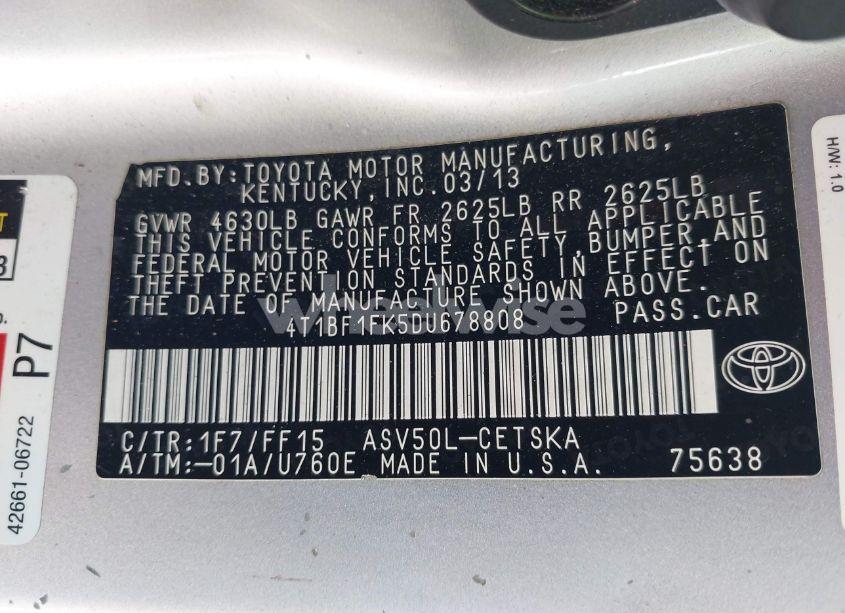 MFD. BY: TOYOTA MOTOR MANUFACTURING,
KENTUCKY, INC. 03/13
GVWR 4630LB GAWR FR 2625LB RR 2625LB
THIS VEHICLE CONFORMS TO ALL APPLICABLE
FEDERAL MOTOR VEHICLE SAFETY, BUMPER, AND
THEFT PREVENTION STANDARDS IN EFFECT ON
THE DATE OF MANUFACTURE SHOWN ABOVE.
4T1BF1FK5DU678808 PASS. CAR
C/TR: 1F7/FF15 ASV50L-CETSKA
A/TM: -01A/U760E MADE IN U.S.A. 75638
P7
42661-06722
H/W: 1.0